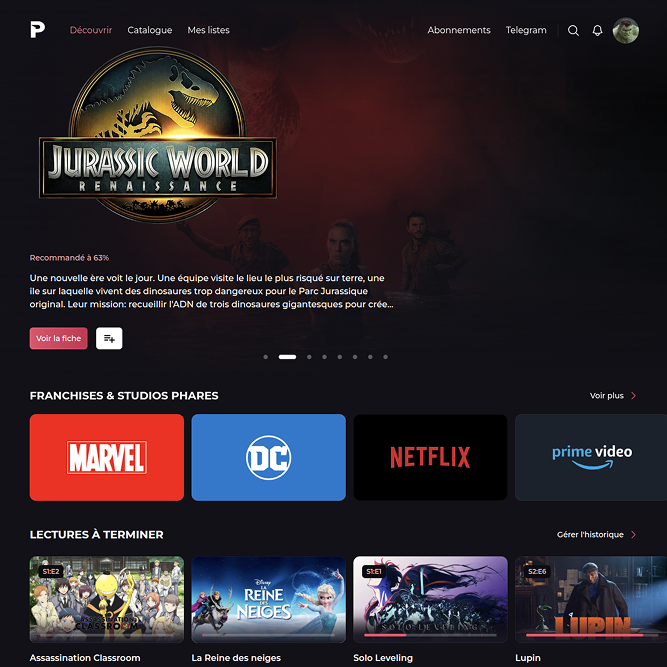 P
Découvrir Catalogue Mes listes Abonnements Telegram
JURASSIC WORLD
RENAISSANCE
Recommandé à 63%
Une nouvelle ère voit le jour. Une équipe visite le lieu le plus risqué sur terre, une
île sur laquelle vivent des dinosaures trop dangereux pour le Parc Jurassique
original. Leur mission: recueillir l'ADN de trois dinosaures gigantesques pour crée...
Voir la fiche
FRANCHISES & STUDIOS PHARES Voir plus
MARVEL
DC
NETFLIX
prime video
LECTURES À TERMINER Gérer l'historique
S1:E2
ASSASSINATION
CLASSROOM
Disney
LA
REINE
DES
NEIGES
S1:E1
SOLO LEVELING
S2:E6
LUPIN
Assassination Classroom La Reine des neiges Solo Leveling Lupin